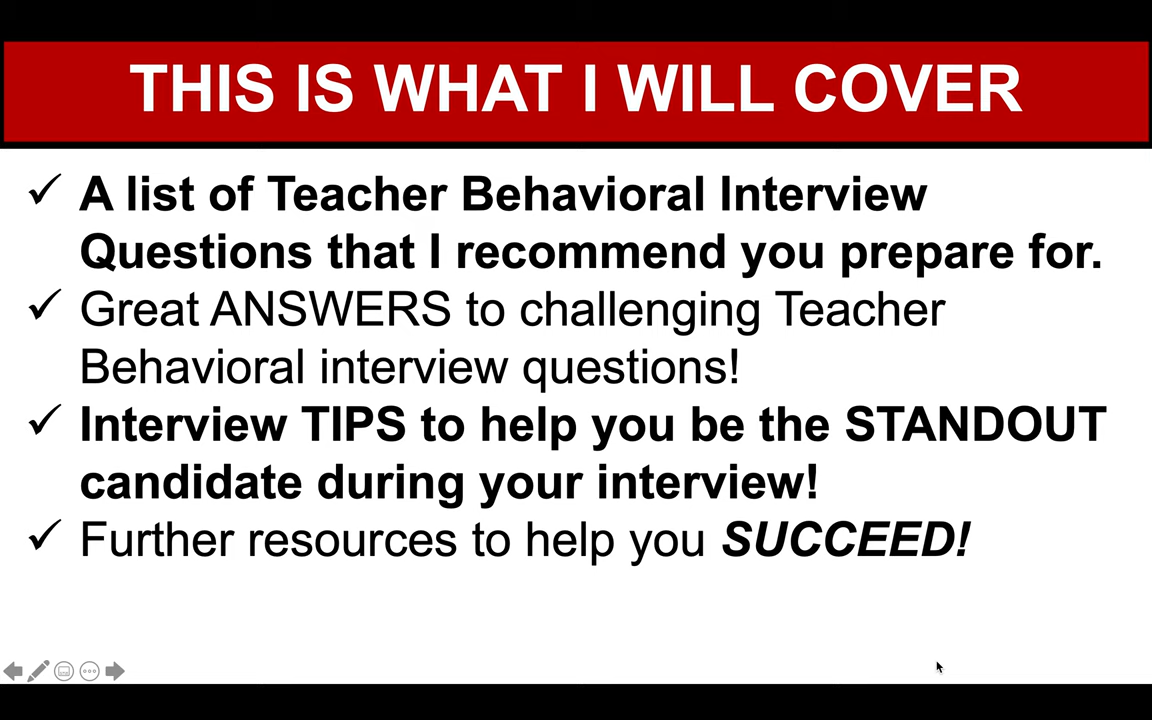 THIS IS WHAT I WILL COVER
✓ A list of Teacher Behavioral Interview
Questions that I recommend you prepare for.
✓ Great ANSWERS to challenging Teacher
Behavioral interview questions!
✓ Interview TIPS to help you be the STANDOUT
candidate during your interview!
✓ Further resources to help you SUCCEED!